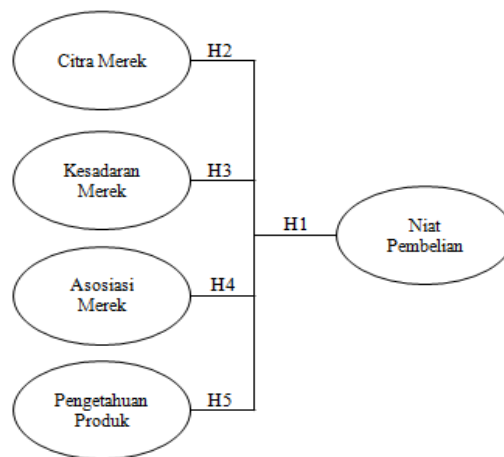 Citra Merek
H2
Kesadaran
Merek
H3
H1
Niat
Pembelian
Asosiasi
Merek
H4
Pengetahuan
Produk
H5